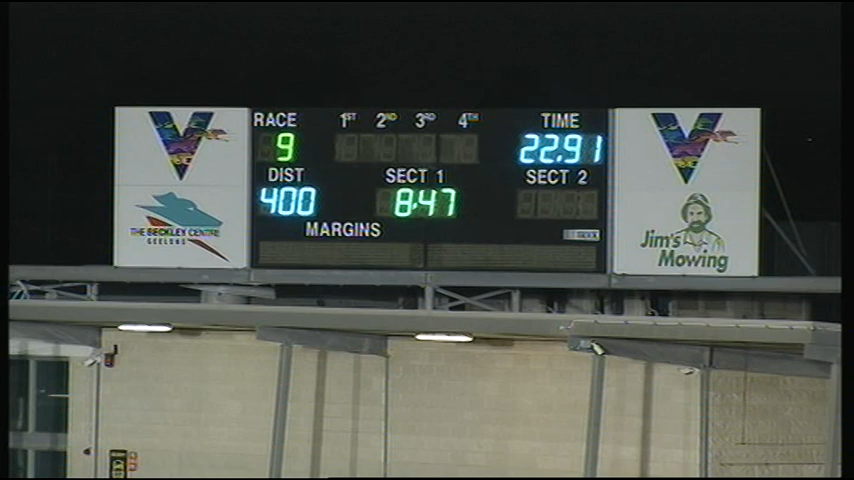 V
THE BECKLEY CENTRE
GEELONG
RACE 1ST 2ND 3RD 4TH TIME
9 22.91
DIST SECT 1 SECT 2
400 8.47
MARGINS
V
Jim's
Mowing